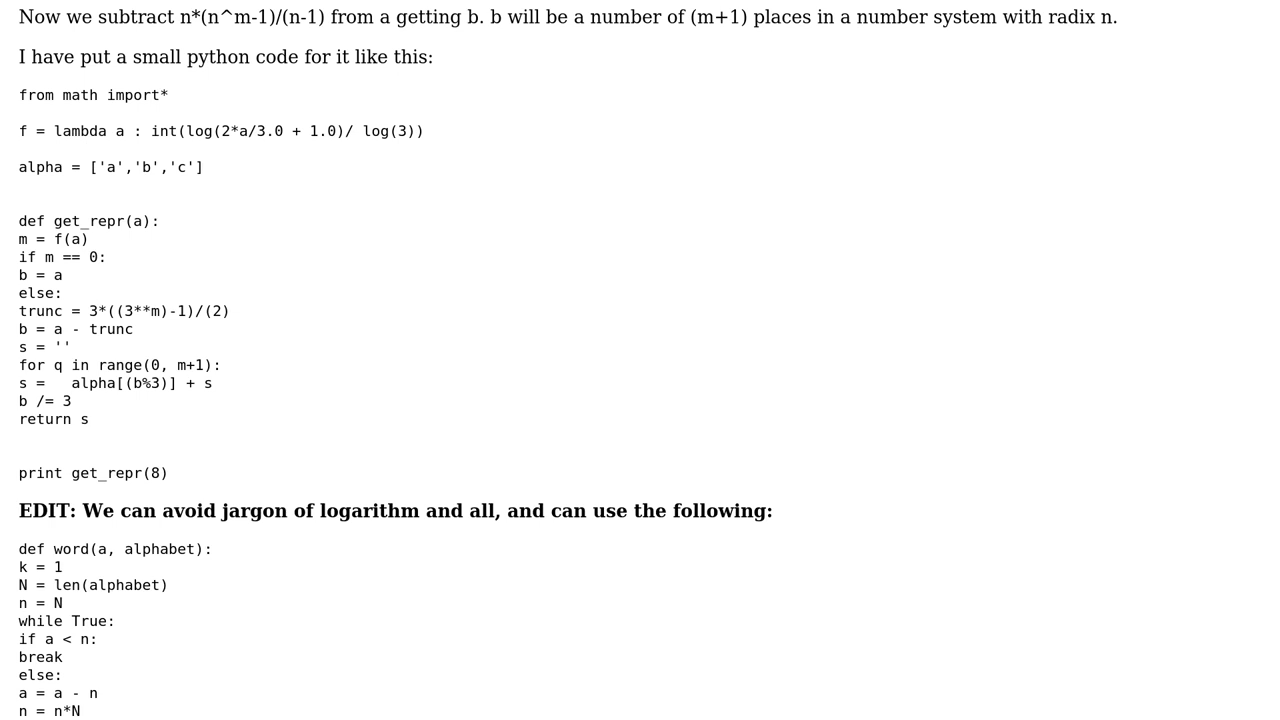 Now we subtract n*(n^m-1)/(n-1) from a getting b. b will be a number of (m+1) places in a number system with radix n.
I have put a small python code for it like this:
from math import*
f = lambda a : int(log(2*a/3.0 + 1.0)/ log(3))
alpha = ['a','b','c']
def get_repr(a):
m = f(a)
if m == 0:
b = a
else:
trunc = 3*((3**m)-1)/(2)
b = a - trunc
s = ''
for q in range(0, m+1):
s =   alpha[(b%3)] + s
b /= 3
return s
print get_repr(8)
EDIT: We can avoid jargon of logarithm and all, and can use the following:
def word(a, alphabet):
k = 1
N = len(alphabet)
n = N
while True:
if a < n:
break
else:
a = a - n
n = n*N